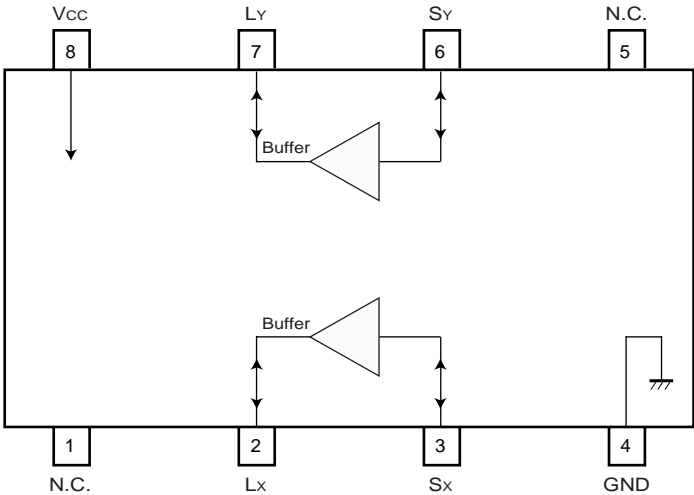 VCC LY SY N.C.
8 7 6 5
Buffer
Buffer
1 2 3 4
N.C. LX SX GND